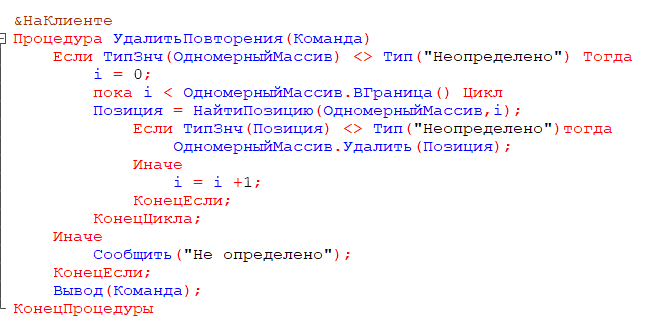 &НаКлиенте
Процедура УдалитьПовторения(Команда)
Если ТипЗнч(ОдномерныйМассив) <> Тип("Неопределено") Тогда
i = 0;
пока i < ОдномерныйМассив.ВГраница() Цикл
Позиция = НайтиПозицию(ОдномерныйМассив,i);
Если ТипЗнч(Позиция) <> Тип("Неопределено")тогда
ОдномерныйМассив.Удалить(Позиция);
Иначе
i = i +1;
КонецЕсли;
КонецЦикла;
Иначе
Сообщить("Не определено");
КонецЕсли;
Вывод(Команда);
КонецПроцедуры